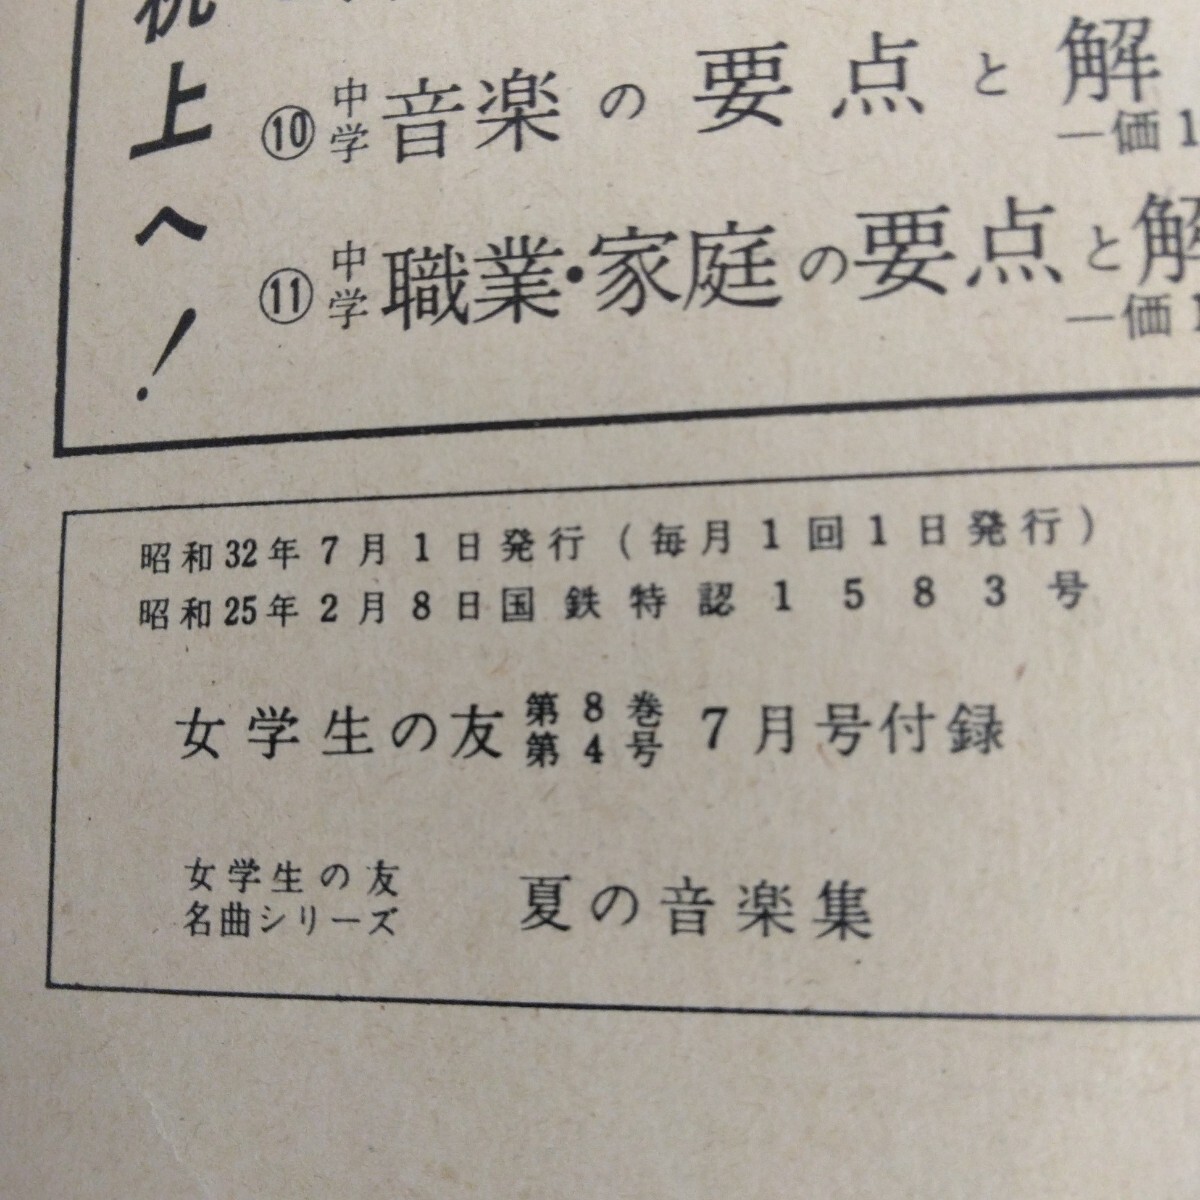 上へ!
⑩ 中学 音楽の要点と解
—価1
⑪ 中学 職業・家庭の要点と解
—価1
昭和32年7月1日発行(毎月1回1日発行)
昭和25年2月8日国鉄特認1583号
女学生の友 第8巻 第4号 7月号付録
女学生の友
名曲シリーズ 夏の音楽集